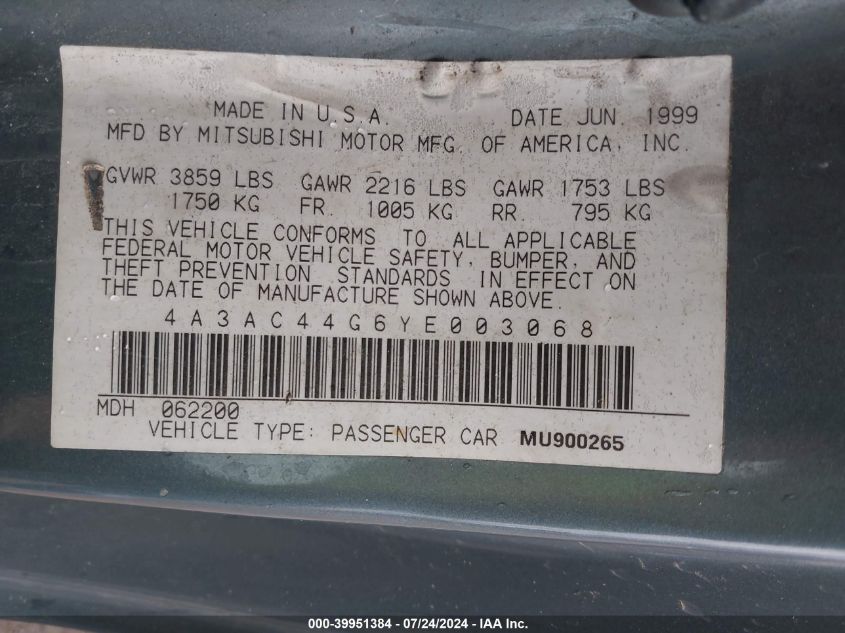 MADE IN U.S.A. DATE JUN. 1999
MFD BY MITSUBISHI MOTOR MFG. OF AMERICA, INC.
GVWR 3859 LBS GAWR 2216 LBS GAWR 1753 LBS
1750 KG FR. 1005 KG RR. 795 KG
THIS VEHICLE CONFORMS TO ALL APPLICABLE
FEDERAL MOTOR VEHICLE SAFETY, BUMPER, AND
THEFT PREVENTION STANDARDS IN EFFECT ON
THE DATE OF MANUFACTURE SHOWN ABOVE.
4A3AC44G6YE003068
MDH 062200
VEHICLE TYPE: PASSENGER CAR MU900265
000-39951384 - 07/24/2024 - IAA Inc.